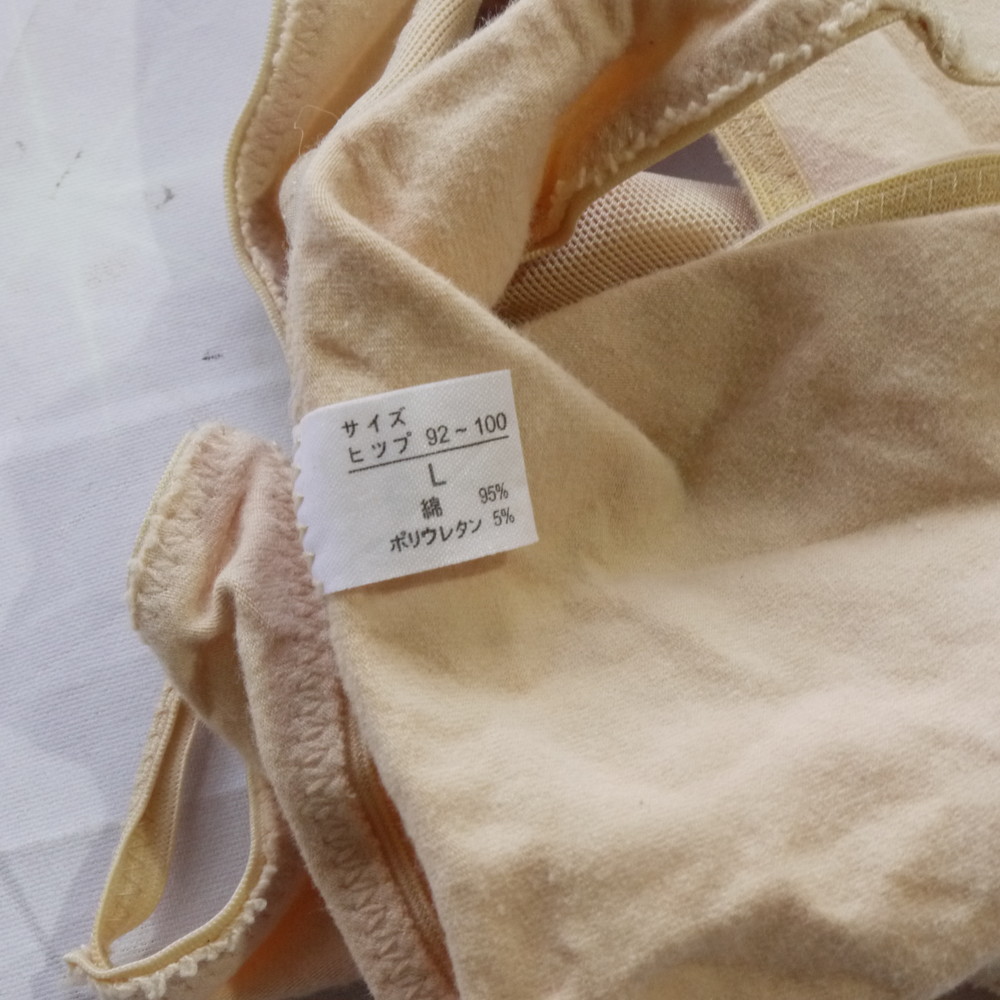 サイズ
ヒップ 92~100
L
綿 95%
ポリウレタン 5%